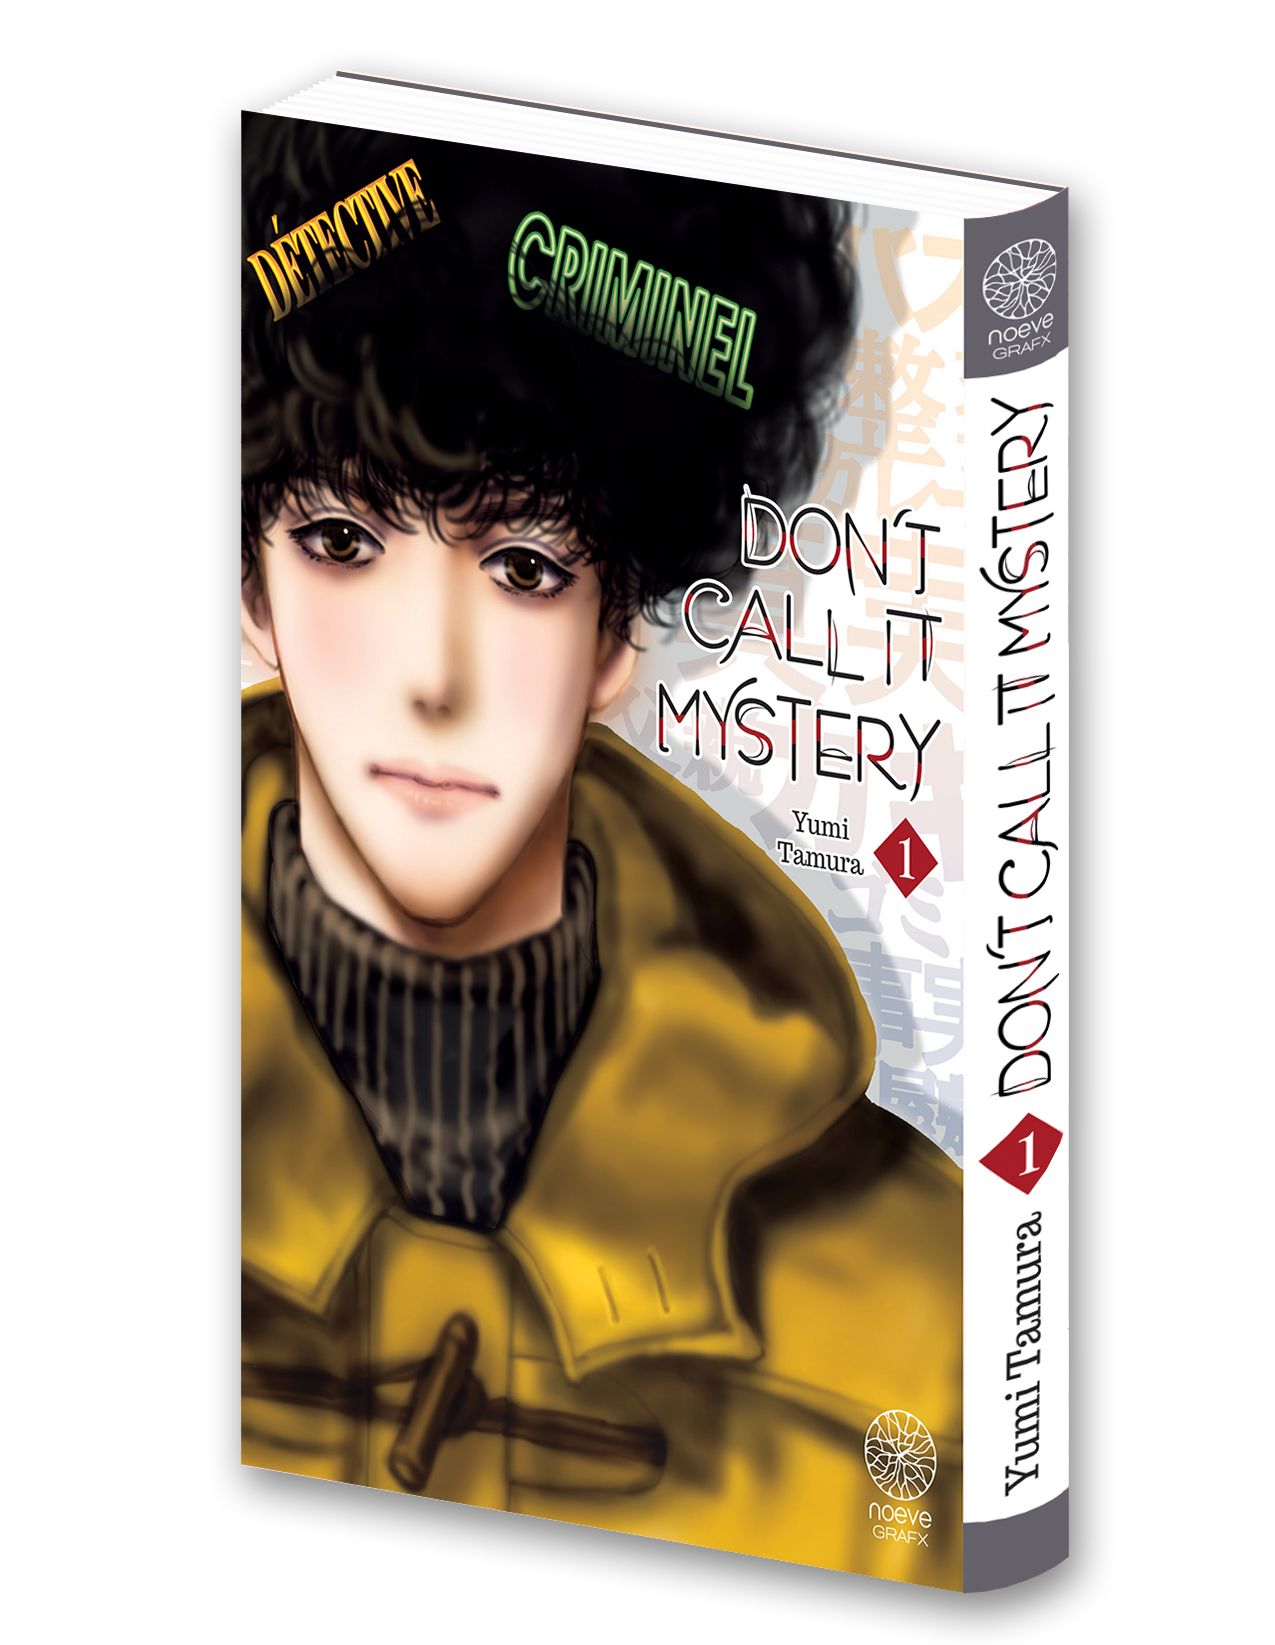 DÉTECTIVE
CRIMINEL
DON'T
CALL IT
MYSTERY
Yumi
Tamura
1
noeve
GRAFX
noeve
GRAFX
DON'T CALL IT MYSTERY
1
Yumi Tamura
整